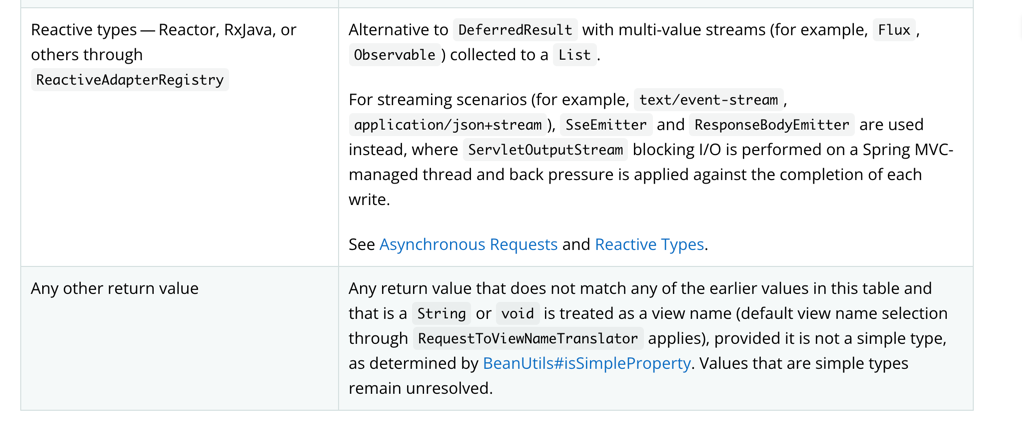 Reactive types — Reactor, RxJava, or
others through
ReactiveAdapterRegistry
Alternative to DeferredResult with multi-value streams (for example, Flux ,
Observable ) collected to a List .
For streaming scenarios (for example, text/event-stream ,
application/json+stream ), SseEmitter and ResponseBodyEmitter are used
instead, where ServletOutputStream blocking I/O is performed on a Spring MVC-
managed thread and back pressure is applied against the completion of each
write.
See Asynchronous Requests and Reactive Types.
Any other return value
Any return value that does not match any of the earlier values in this table and
that is a String or void is treated as a view name (default view name selection
through RequestToViewNameTranslator applies), provided it is not a simple type,
as determined by BeanUtils#isSimpleProperty. Values that are simple types
remain unresolved.